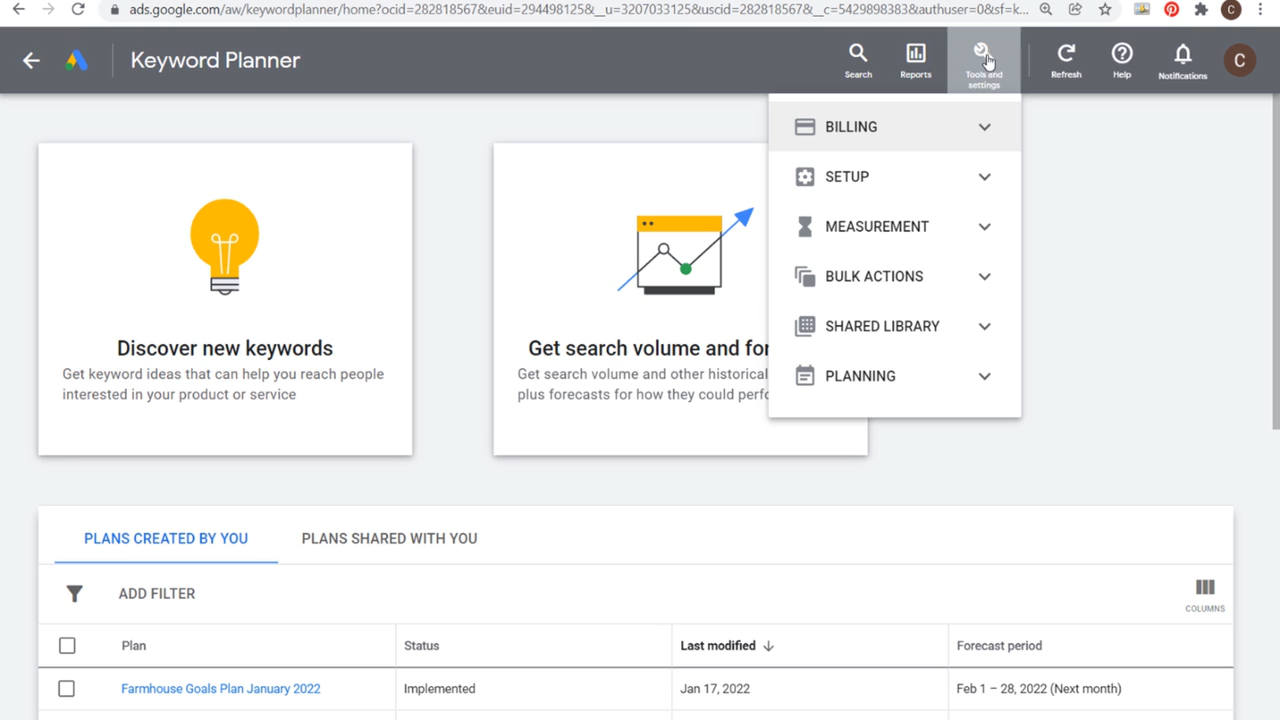 ads.google.com/aw/keywordplanner/home?ocid=282818567&euid=294498125&__u=3207033125&uscid=282818567&__c=5429898383&authuser=0&sf=k...
C
Keyword Planner
Search
Reports
Tools and settings
Refresh
Help
Notifications
C
BILLING
SETUP
MEASUREMENT
BULK ACTIONS
SHARED LIBRARY
PLANNING
Discover new keywords
Get keyword ideas that can help you reach people
interested in your product or service
Get search volume and for
Get search volume and other historical
plus forecasts for how they could perfo
PLANS CREATED BY YOU
PLANS SHARED WITH YOU
ADD FILTER
COLUMNS
Plan
Status
Last modified
Forecast period
Farmhouse Goals Plan January 2022
Implemented
Jan 17, 2022
Feb 1 – 28, 2022 (Next month)